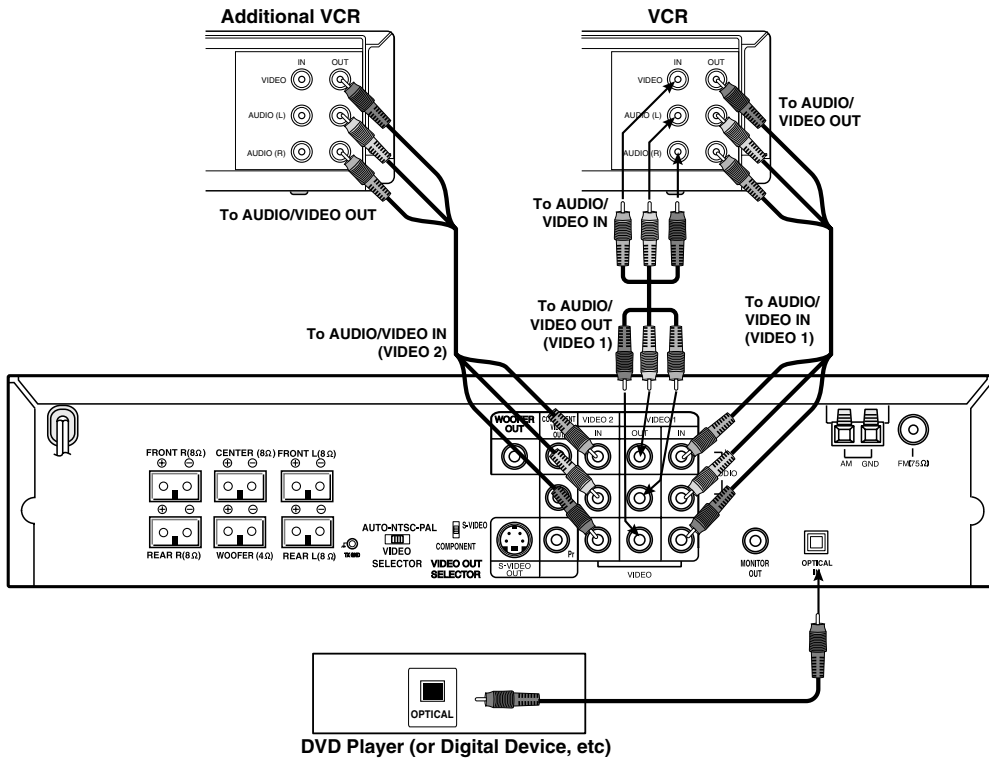 Additional VCR
VCR
IN OUT
VIDEO
AUDIO (L)
AUDIO (R)
To AUDIO/VIDEO OUT
IN OUT
VIDEO
AUDIO (L)
AUDIO (R)
To AUDIO/
VIDEO OUT
To AUDIO/
VIDEO IN
To AUDIO/VIDEO IN
(VIDEO 2)
To AUDIO/
VIDEO OUT
(VIDEO 1)
To AUDIO/
VIDEO IN
(VIDEO 1)
FRONT R(8Ω) CENTER (8Ω) FRONT L(8Ω)
⊕ ⊖ ⊕ ⊖ ⊕ ⊖
⊕ ⊖ ⊕ ⊖ ⊕ ⊖
REAR R(8Ω) WOOFER (4Ω) REAR L(8Ω)
AUTO-NTSC-PAL
VIDEO
SELECTOR
S-VIDEO
COMPONENT
VIDEO OUT
SELECTOR
WOOFER
OUT
VIDEO
OUT
VIDEO 2
IN
VIDEO 1
OUT IN
S-VIDEO
OUT
Pr
VIDEO
MONITOR
OUT
OPTICAL
IN
AM GND
FM(75Ω)
OPTICAL
DVD Player (or Digital Device, etc)